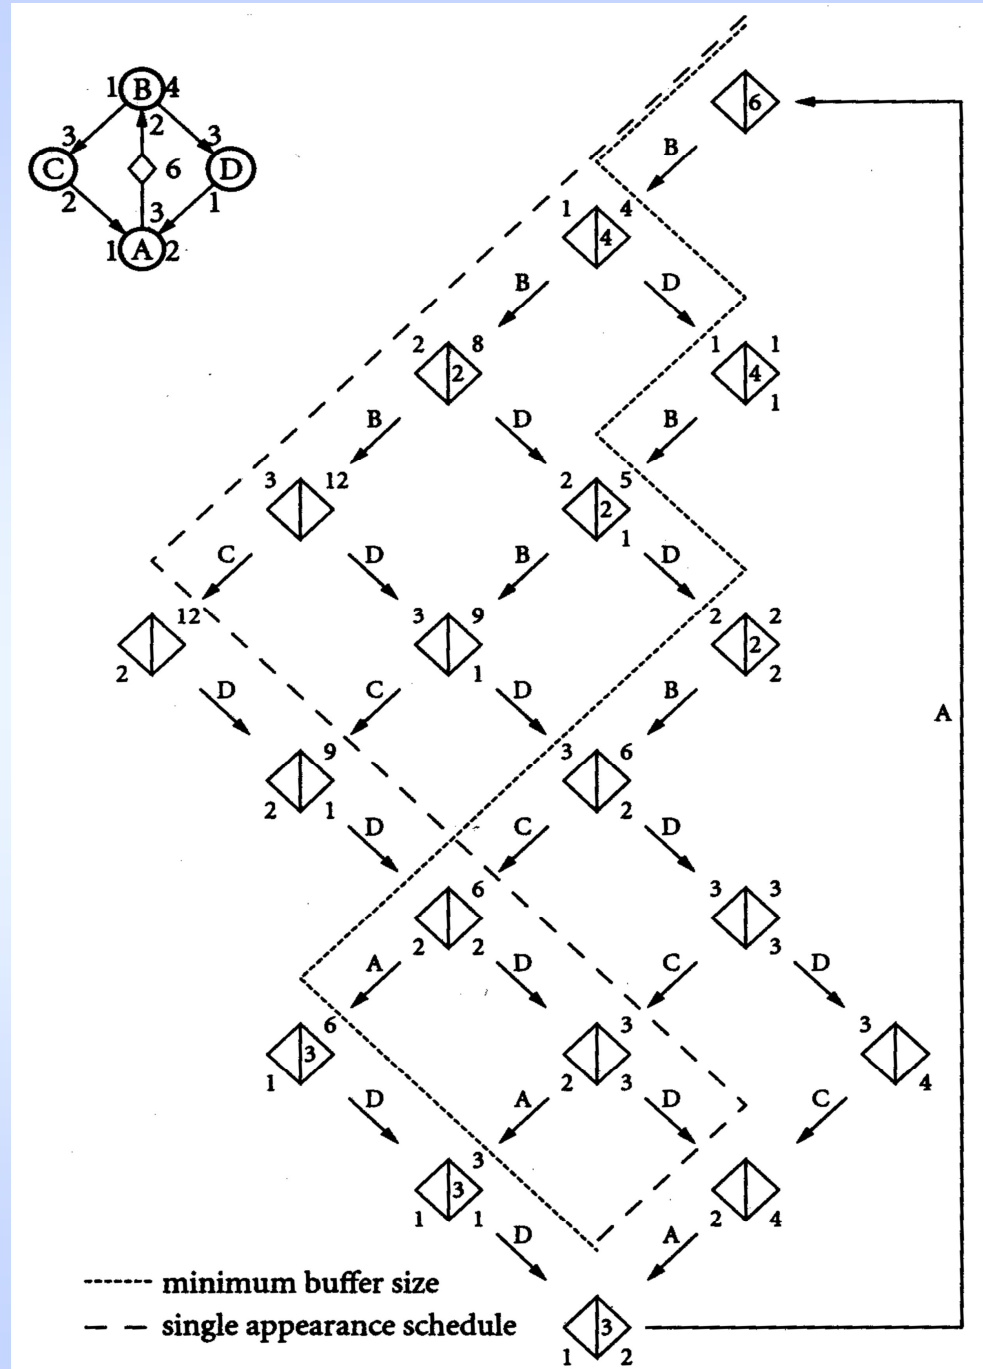 6
B
1 B 4
3 2 3
C 6 D
2 3 1
1 A 2
1 4
4
B D
2 8
2
1 1
4
1
B D B
3 12
2 5
2
1
C D B D
12
2
3 9
1
2 2
2
2
D C D B
A
9
2 1
3 6
2
D C D
6
2 2
3 3
3
A D C D
6
3
1
3
2 3
3
4
D A D C
3
3
1 1
2 4
D A
minimum buffer size
single appearance schedule
3
1 2